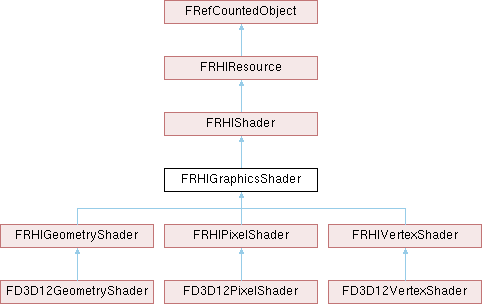 FRefCountedObject
FRHIResource
FRHIShader
FRHIGraphicsShader
FRHIGeometryShader FRHIPixelShader FRHIVertexShader
FD3D12GeometryShader FD3D12PixelShader FD3D12VertexShader